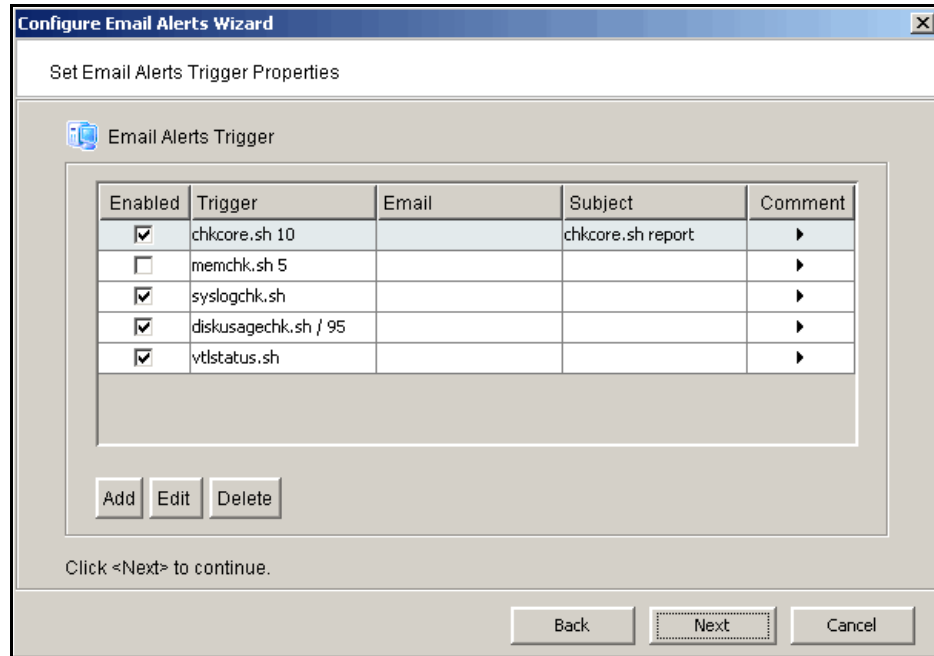 Configure Email Alerts Wizard
Set Email Alerts Trigger Properties
Email Alerts Trigger
Enabled Trigger Email Subject Comment
chkcore.sh 10 chkcore.sh report
memchk.sh 5
syslogchk.sh
diskusagechk.sh / 95
vtlstatus.sh
Add Edit Delete
Click <Next> to continue.
Back Next Cancel